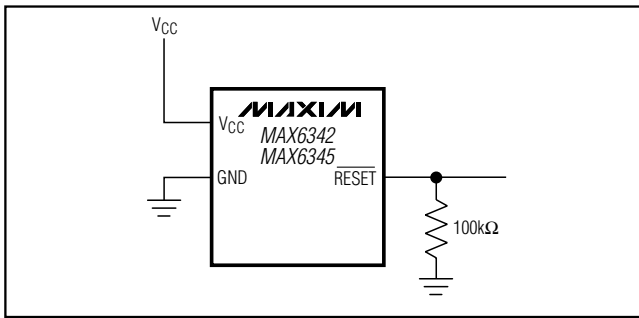 VCC
MAXIM
VCC
MAX6342
MAX6345
GND
RESET
100kΩ